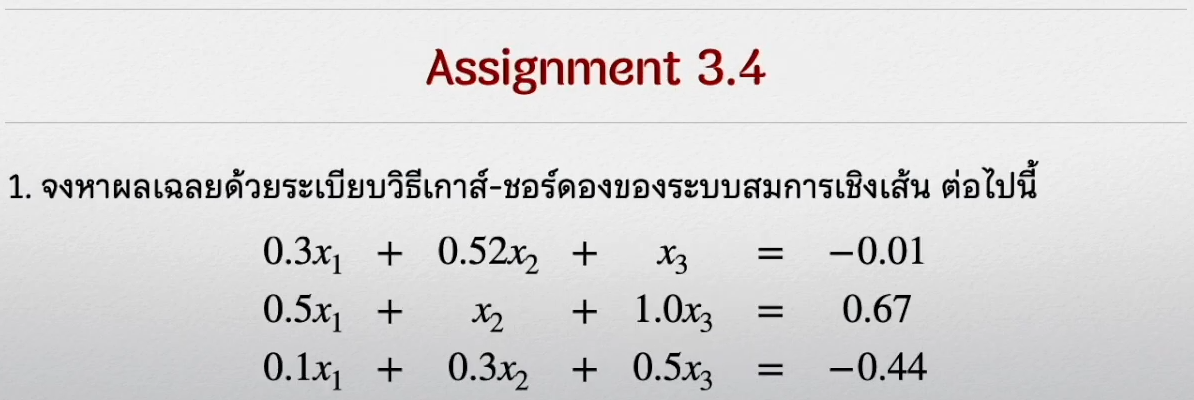 Assignment 3.4
1. จงหาผลเฉลยด้วยระเบียบวิธีเกาส์-ชอร์ดองของระบบสมการเชิงเส้น ต่อไปนี้
0.3x₁ + 0.52x₂ + x₃ = −0.01
0.5x₁ + x₂ + 1.0x₃ = 0.67
0.1x₁ + 0.3x₂ + 0.5x₃ = −0.44